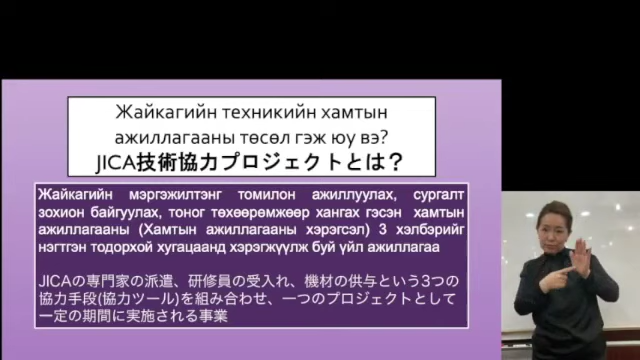 Жайкагийн техникийн хамтын
ажиллагааны төсөл гэж юу вэ?
JICA技術協力プロジェクトとは？
Жайкагийн мэргэжилтэнг томилон ажиллуулах, сургалт
зохион байгуулах, тоног төхөөрөмжөөр хангах гэсэн хамтын
ажиллагааны (Хамтын ажиллагааны хэрэгсэл) 3 хэлбэрийг
нэгтгэн тодорхой хугацаанд хэрэгжүүлж буй үйл ажиллагаа
JICAの専門家の派遣、研修員の受入れ、機材の供与という3つの
協力手段(協力ツール)を組み合わせ、一つのプロジェクトとして
一定の期間に実施される事業